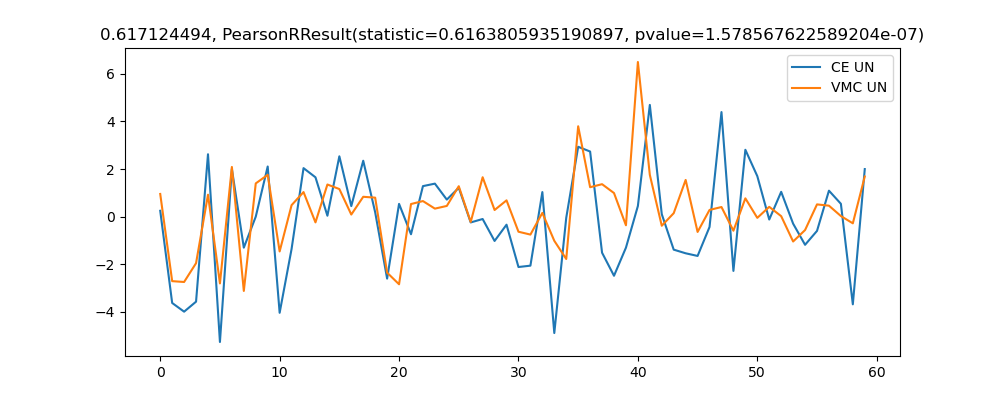 0.617124494, PearsonRResult(statistic=0.6163805935190897, pvalue=1.578567622589204e-07)
CE UN
VMC UN
6
4
2
0
−2
−4
0 10 20 30 40 50 60